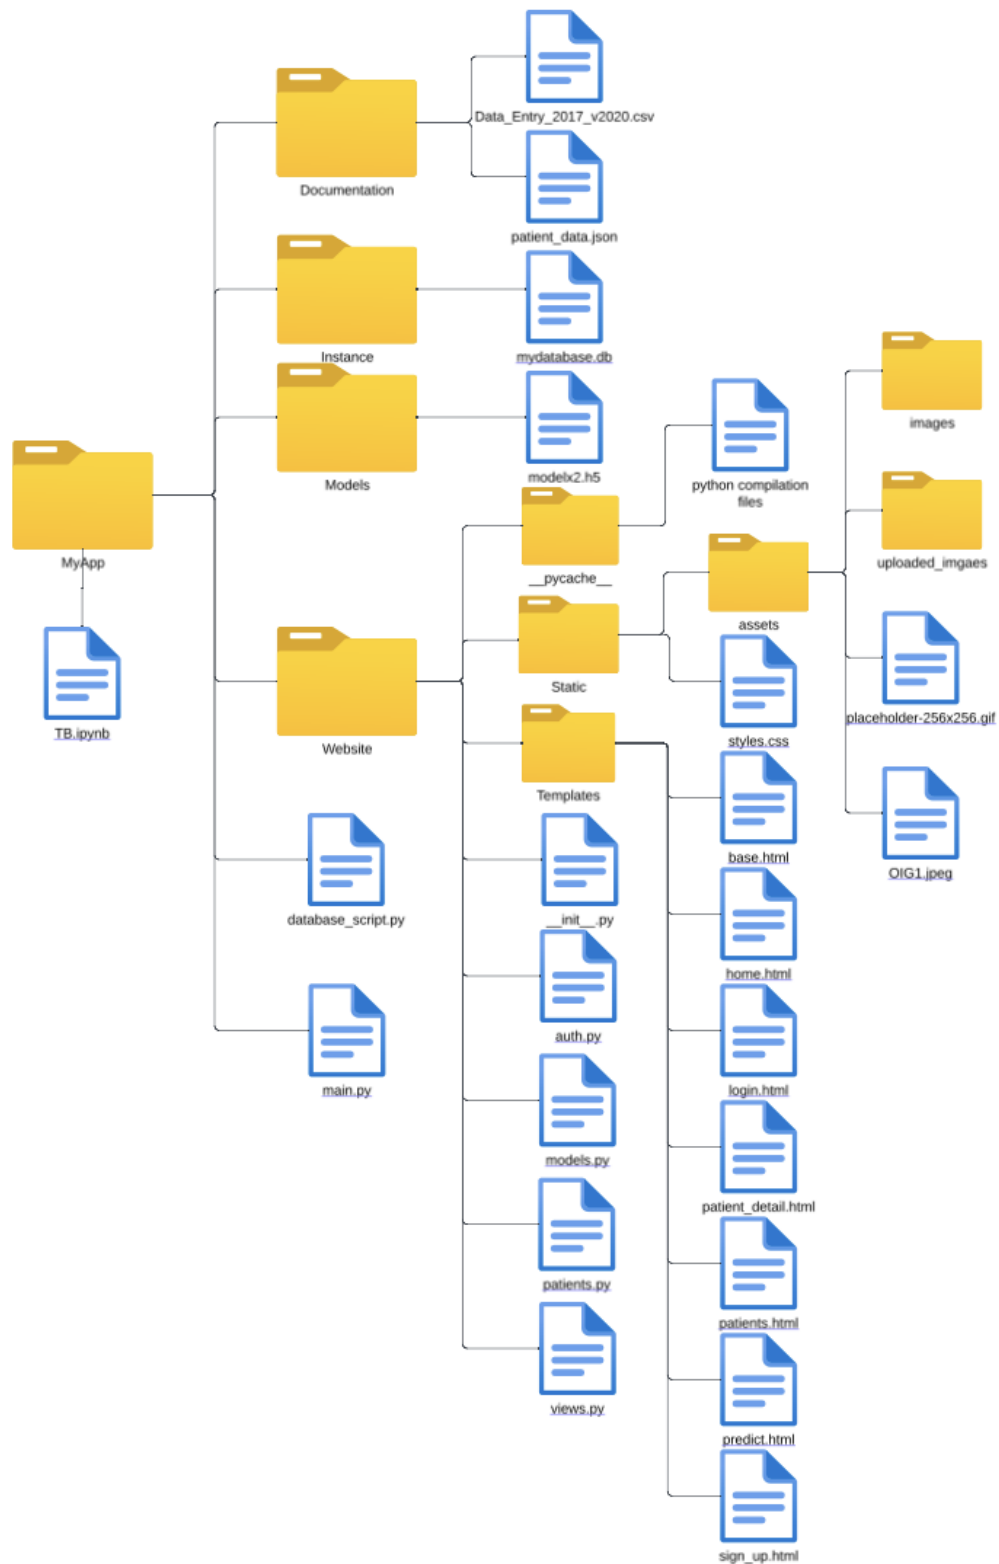 Data_Entry_2017_v2020.csv
Documentation
patient_data.json
Instance
mydatabase.db
images
Models
modelx2.h5
python compilation
files
MyApp
__pycache__
uploaded_imgaes
assets
Static
TB.ipynb
Website
styles.css
placeholder-256x256.gif
Templates
base.html
OIG1.jpeg
database_script.py
__init__.py
home.html
auth.py
main.py
login.html
models.py
patient_detail.html
patients.py
patients.html
views.py
predict.html
sign_up.html